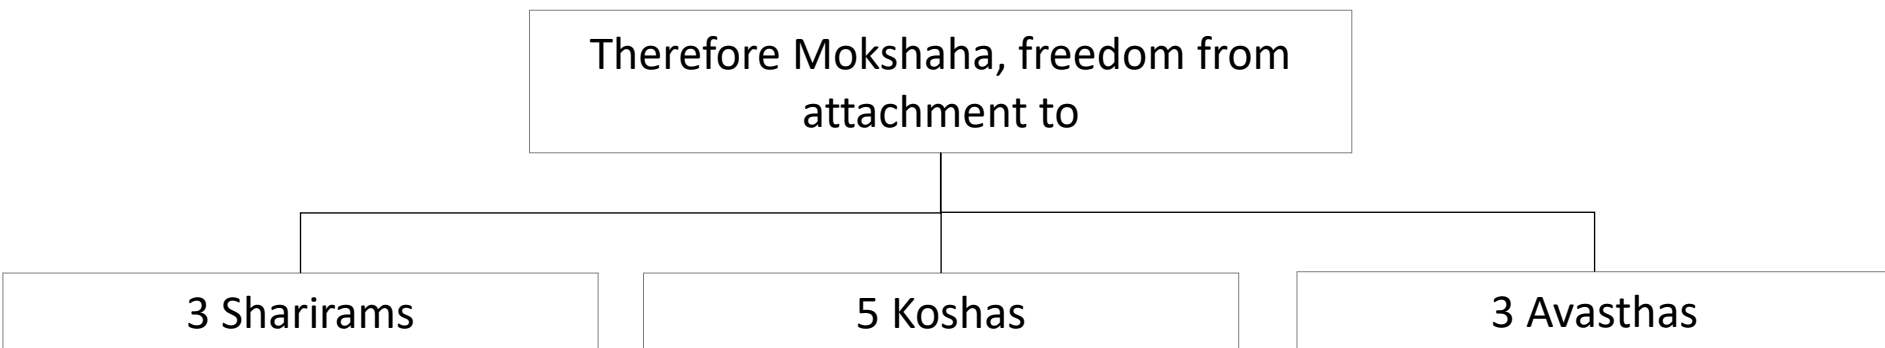 Therefore Mokshaha, freedom from
attachment to
3 Sharirams
5 Koshas
3 Avasthas